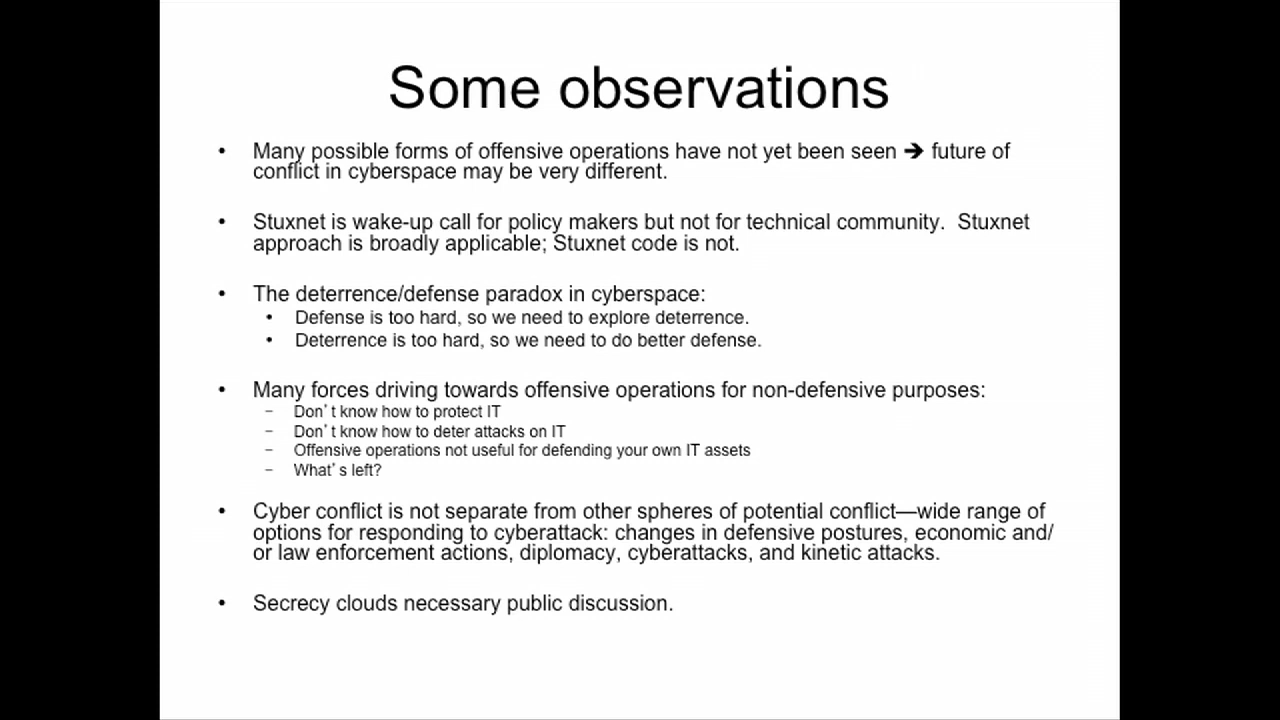 Some observations
• Many possible forms of offensive operations have not yet been seen ➔ future of
conflict in cyberspace may be very different.
• Stuxnet is wake-up call for policy makers but not for technical community.  Stuxnet
approach is broadly applicable; Stuxnet code is not.
• The deterrence/defense paradox in cyberspace:
• Defense is too hard, so we need to explore deterrence.
• Deterrence is too hard, so we need to do better defense.
• Many forces driving towards offensive operations for non-defensive purposes:
– Don’t know how to protect IT
– Don’t know how to deter attacks on IT
– Offensive operations not useful for defending your own IT assets
– What’s left?
• Cyber conflict is not separate from other spheres of potential conflict—wide range of
options for responding to cyberattack: changes in defensive postures, economic and/
or law enforcement actions, diplomacy, cyberattacks, and kinetic attacks.
• Secrecy clouds necessary public discussion.